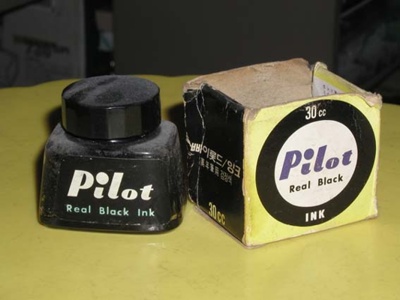 Pilot
Real Black Ink
30cc
Pilot
Real Black
INK
30cc